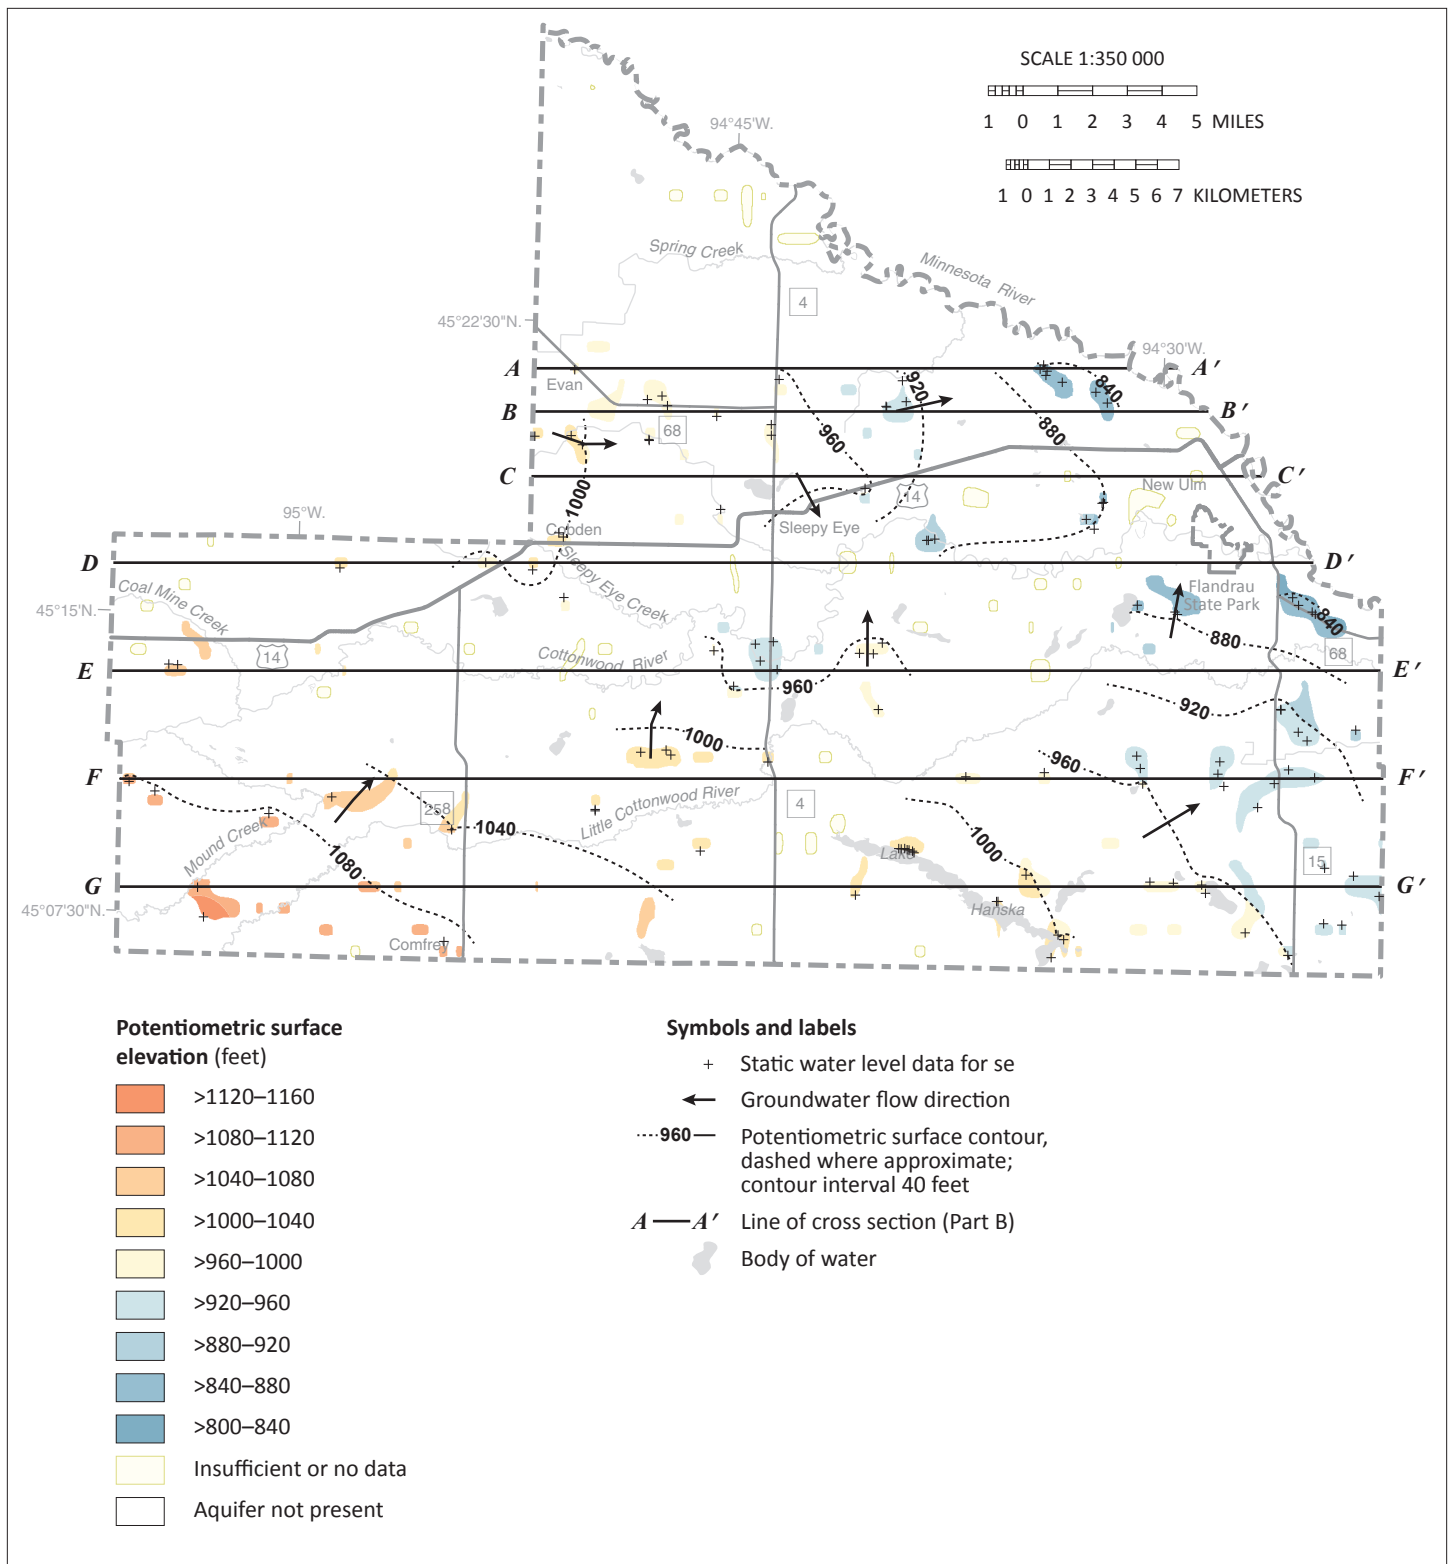 SCALE 1:350 000
1 0 1 2 3 4 5 MILES
1 0 1 2 3 4 5 6 7 KILOMETERS
94°45'W.
Spring Creek
Minnesota River
4
45°22'30"N.
94°30'W.
A
A'
Evan
920
840
B
B'
68
960
880
C
C'
1000
14
New Ulm
95°W.
Cobden
Sleepy Eye
D
D'
Sleepy Eye Creek
Coal Mine Creek
Flandrau
State Park
45°15'N.
840
880
14
Cottonwood River
68
E
E'
960
920
1000
960
F
F'
258
Little Cottonwood River
4
1040
Mound Creek
1080
Lake
1000
15
G
G'
45°07'30"N.
Hanska
Comfrey
Potentiometric surface
elevation (feet)
>1120–1160
>1080–1120
>1040–1080
>1000–1040
>960–1000
>920–960
>880–920
>840–880
>800–840
Insufficient or no data
Aquifer not present
Symbols and labels
Static water level data for se
Groundwater flow direction
960
Potentiometric surface contour,
dashed where approximate;
contour interval 40 feet
A A'
Line of cross section (Part B)
Body of water